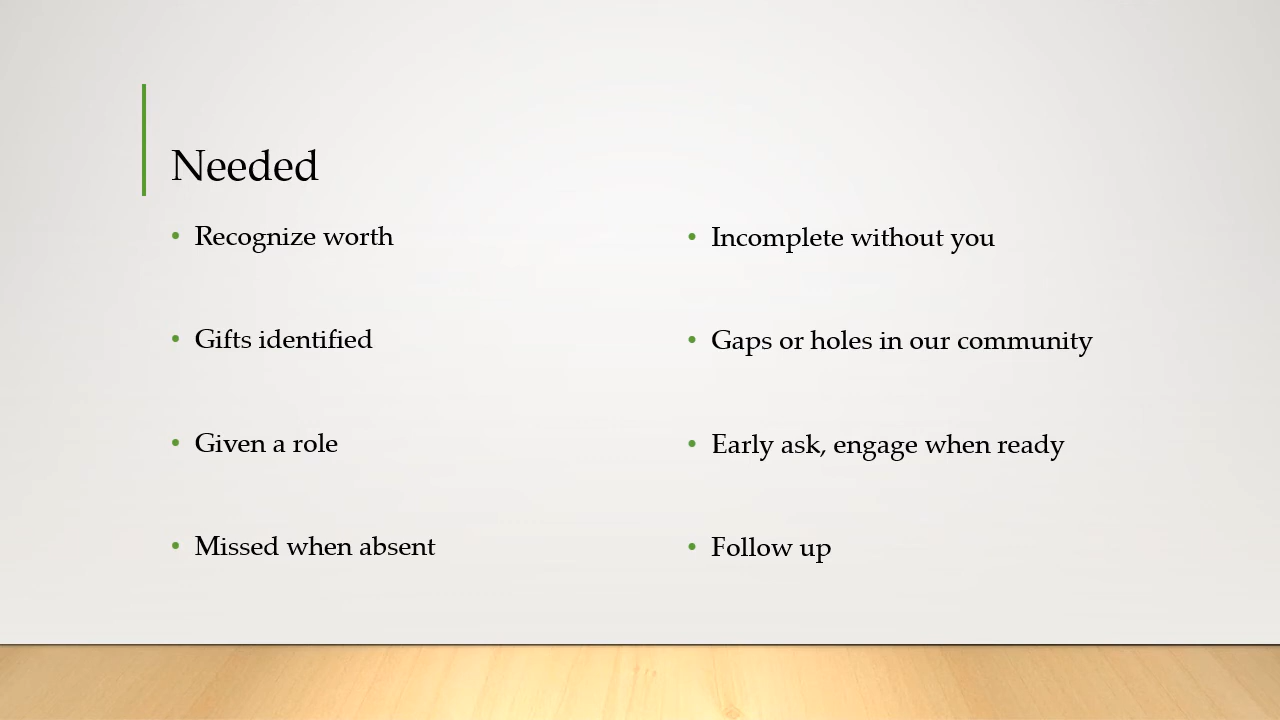 Needed
• Recognize worth
• Gifts identified
• Given a role
• Missed when absent
• Incomplete without you
• Gaps or holes in our community
• Early ask, engage when ready
• Follow up